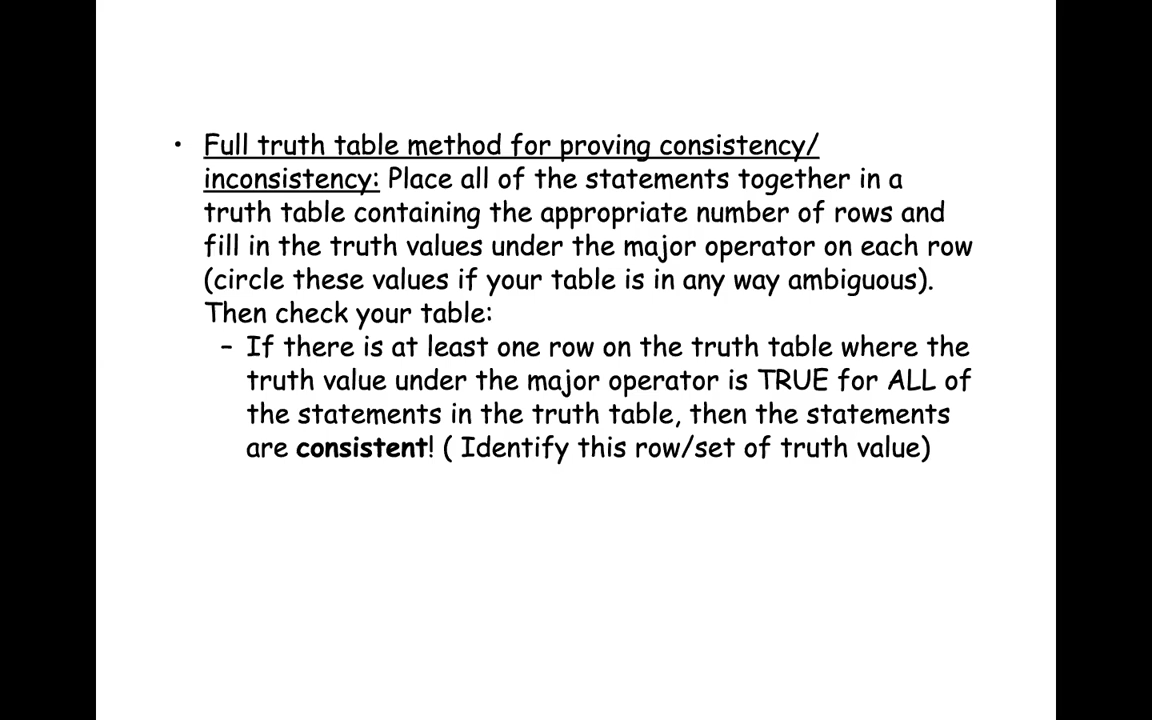 • Full truth table method for proving consistency/
inconsistency: Place all of the statements together in a
truth table containing the appropriate number of rows and
fill in the truth values under the major operator on each row
(circle these values if your table is in any way ambiguous).
Then check your table:
– If there is at least one row on the truth table where the
truth value under the major operator is TRUE for ALL of
the statements in the truth table, then the statements
are consistent! ( Identify this row/set of truth value)